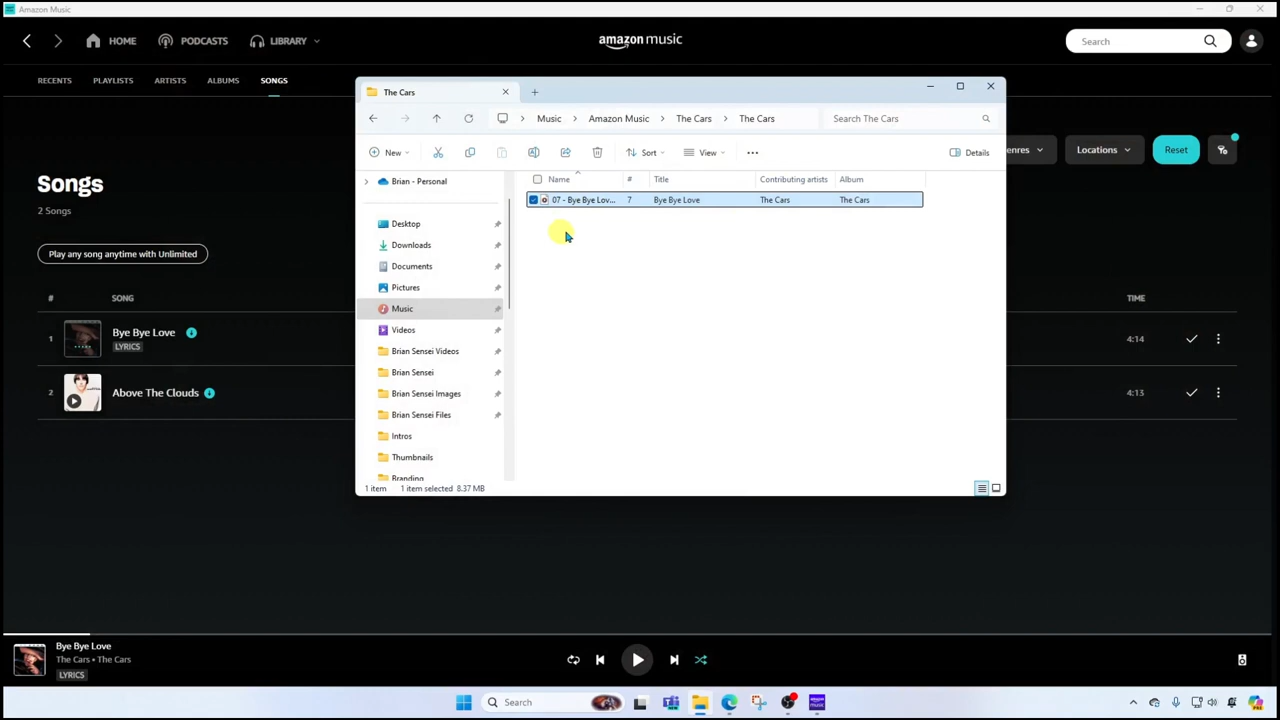 Amazon Music
HOME
PODCASTS
LIBRARY
amazon music
Search
RECENTS
PLAYLISTS
ARTISTS
ALBUMS
SONGS
The Cars
Music > Amazon Music > The Cars > The Cars
Search The Cars
New
Sort
View
Details
Name # Title Contributing artists Album
07 - Bye Bye Lov... 7 Bye Bye Love The Cars The Cars
Brian - Personal
Desktop
Downloads
Documents
Pictures
Music
Videos
Brian Sensei Videos
Brian Sensei
Brian Sensei Images
Brian Sensei Files
Intros
Thumbnails
Branding
1 item 1 item selected 8.37 MB
enres
Locations
Reset
Songs
2 Songs
Play any song anytime with Unlimited
# SONG TIME
1 Bye Bye Love 4:14
LYRICS
2 Above The Clouds 4:13
Bye Bye Love
The Cars • The Cars
LYRICS
Search